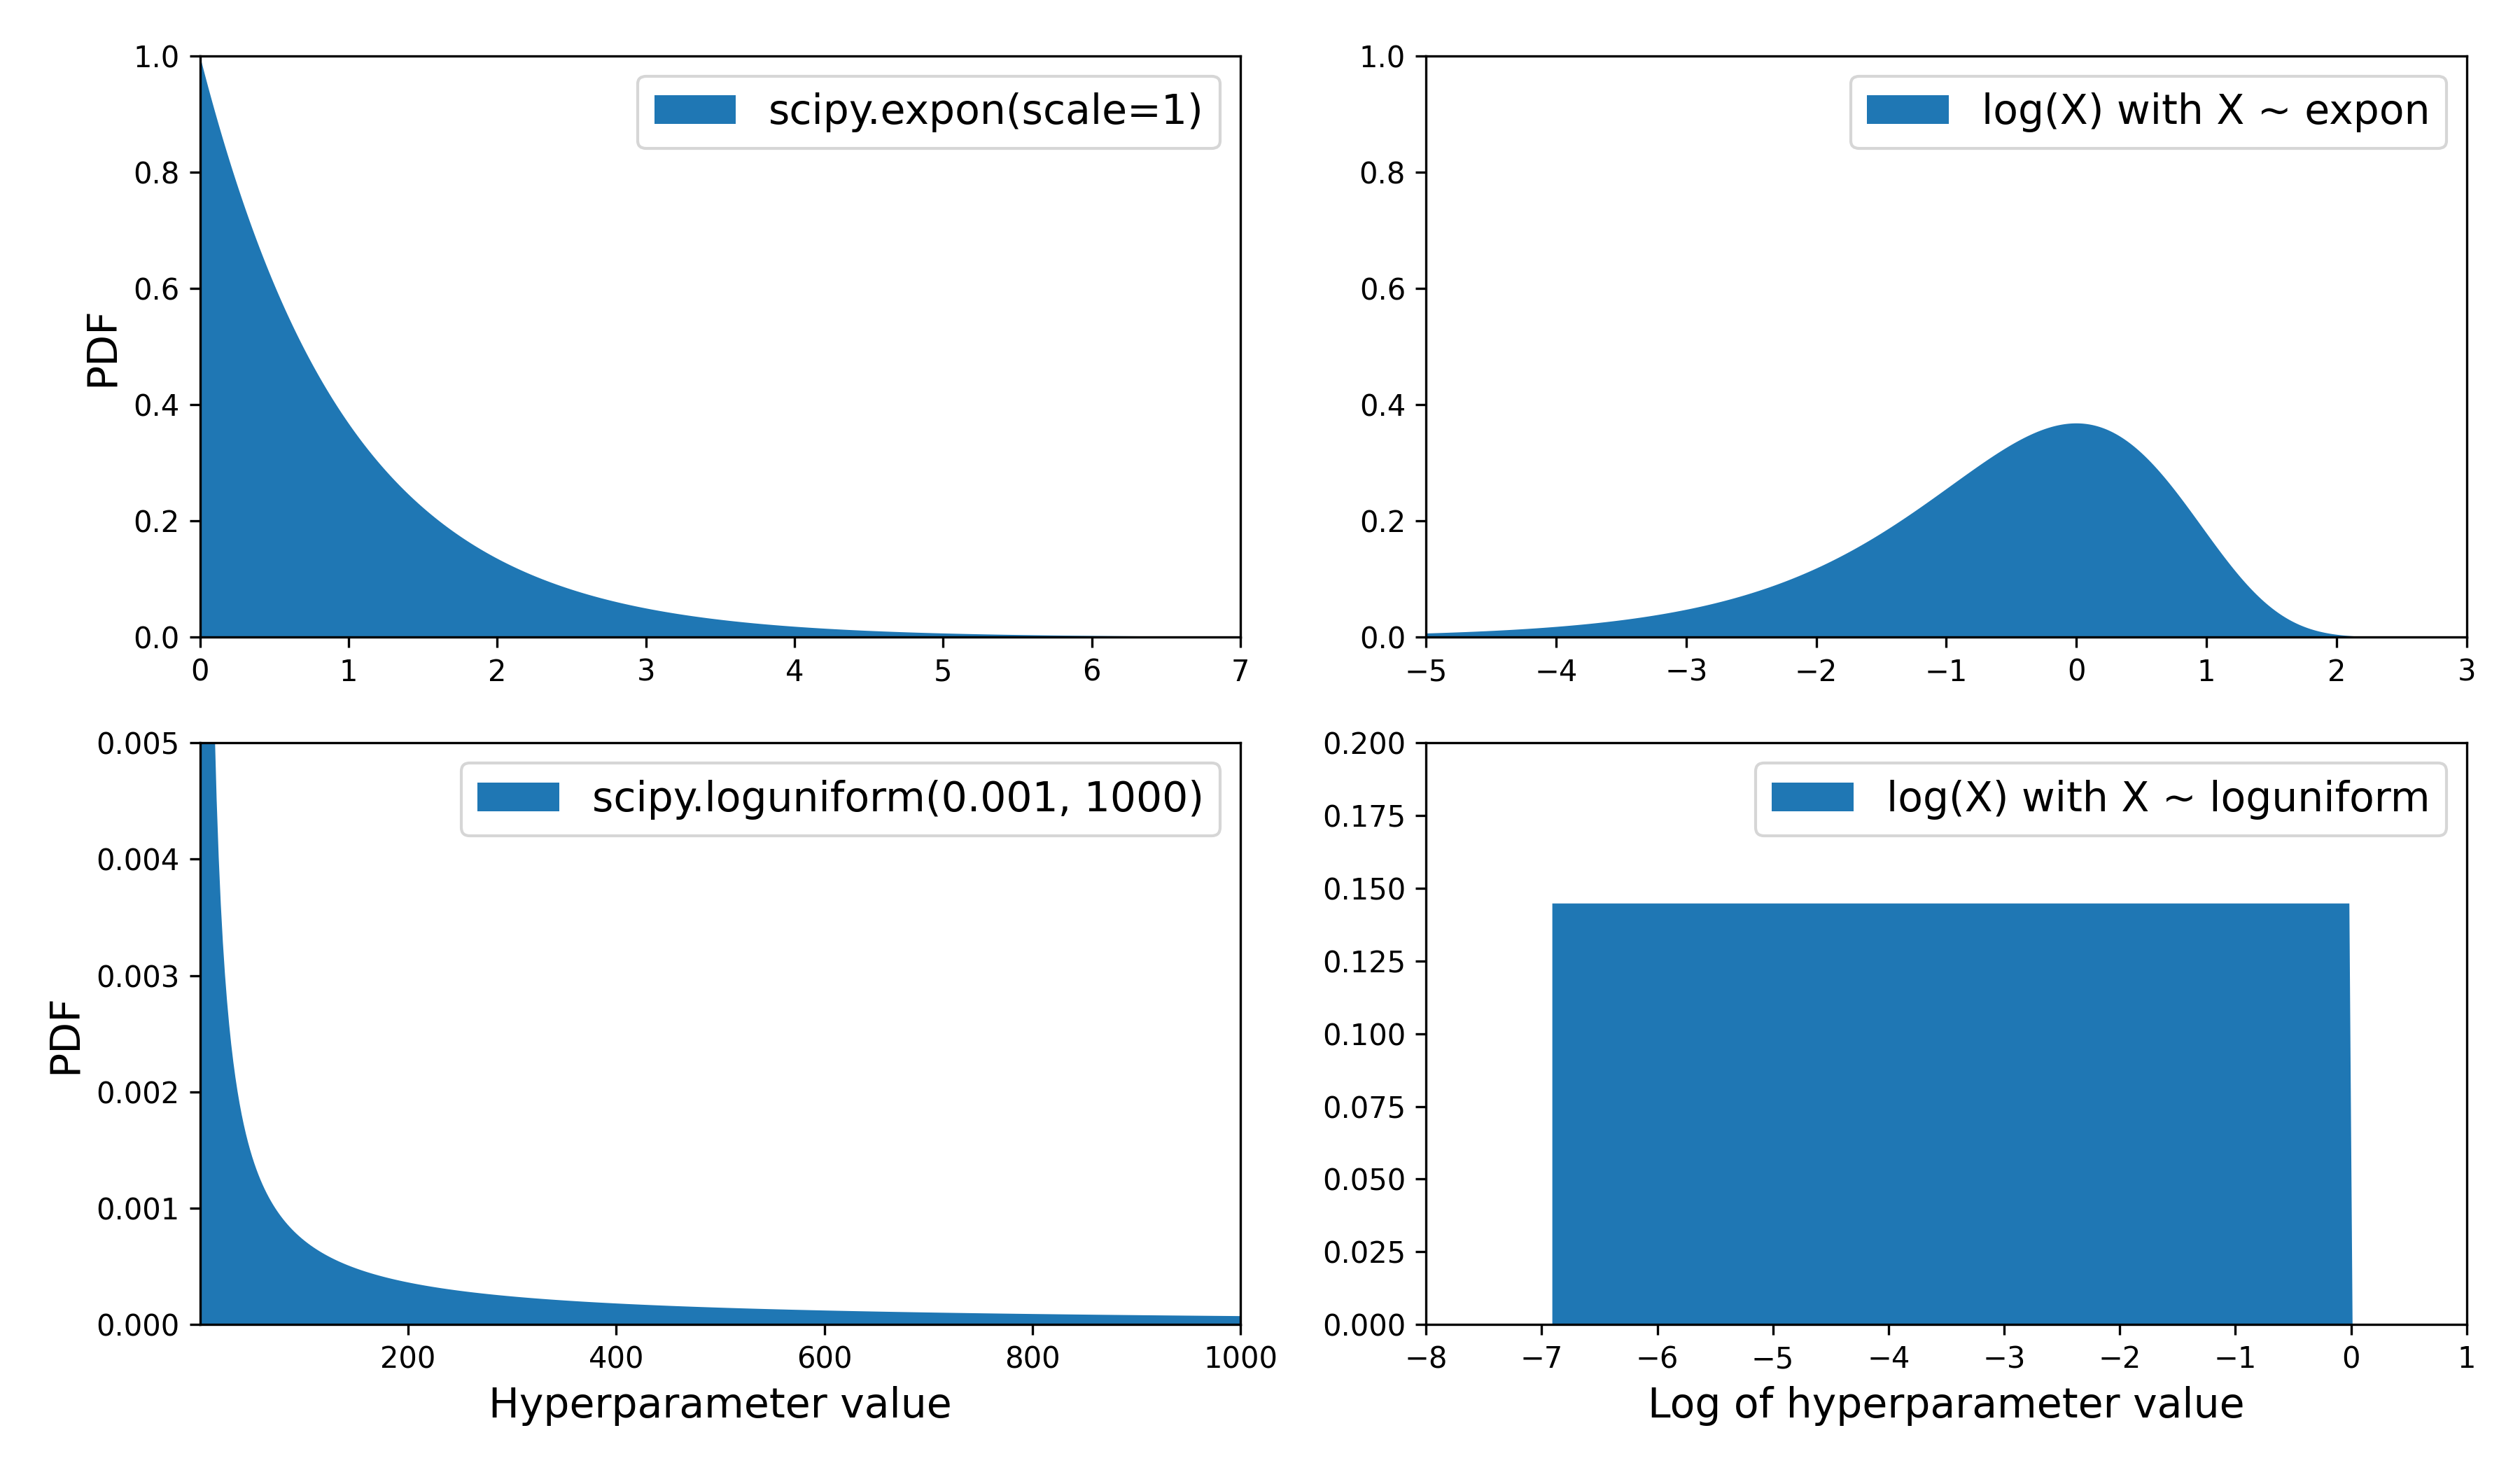 1.0
0.8
0.6
0.4
0.2
0.0
PDF
scipy.expon(scale=1)
0 1 2 3 4 5 6 7
1.0
0.8
0.6
0.4
0.2
0.0
log(X) with X ~ expon
−5 −4 −3 −2 −1 0 1 2 3
0.005
0.004
0.003
0.002
0.001
0.000
PDF
scipy.loguniform(0.001, 1000)
200 400 600 800 1000
Hyperparameter value
0.200
0.175
0.150
0.125
0.100
0.075
0.050
0.025
0.000
log(X) with X ~ loguniform
−8 −7 −6 −5 −4 −3 −2 −1 0 1
Log of hyperparameter value